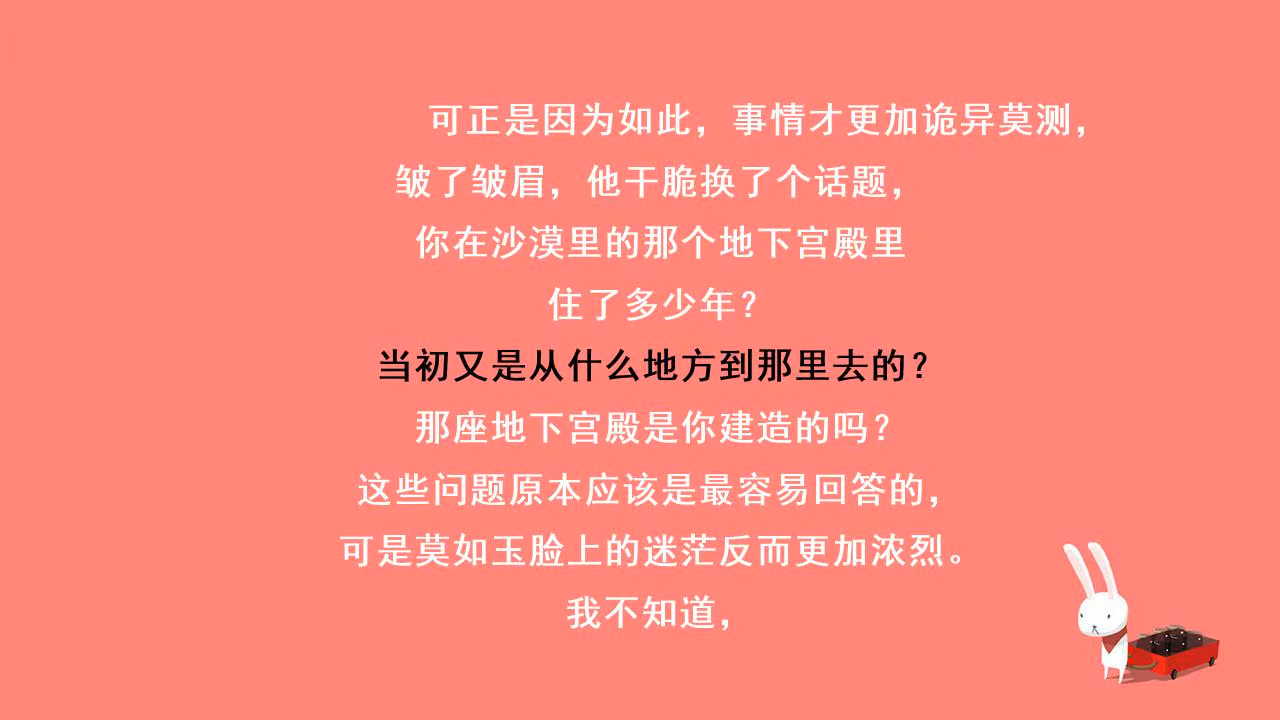 可正是因为如此，事情才更加诡异莫测，
皱了皱眉，他干脆换了个话题，
你在沙漠里的那个地下宫殿里
住了多少年？
当初又是从什么地方到那里去的？
那座地下宫殿是你建造的吗？
这些问题原本应该是最容易回答的，
可是莫如玉脸上的迷茫反而更加浓烈。
我不知道，